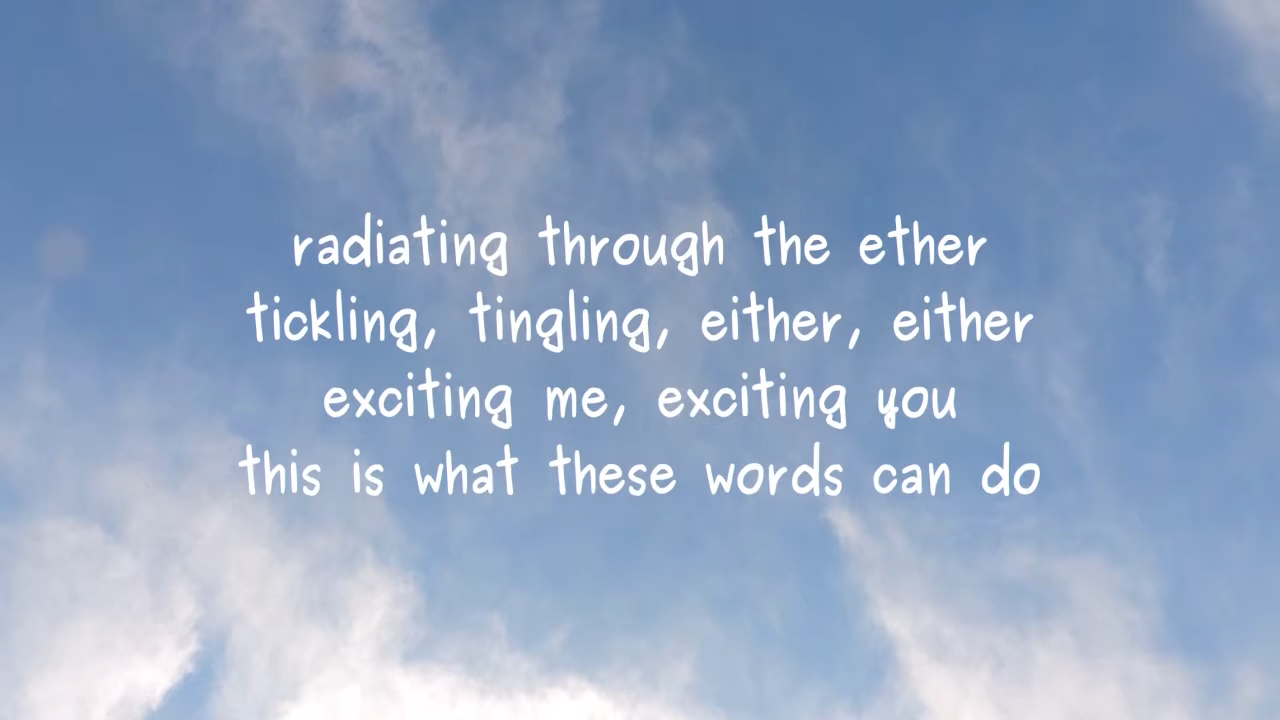 radiating through the ether
tickling, tingling, either, either
exciting me, exciting you
this is what these words can do